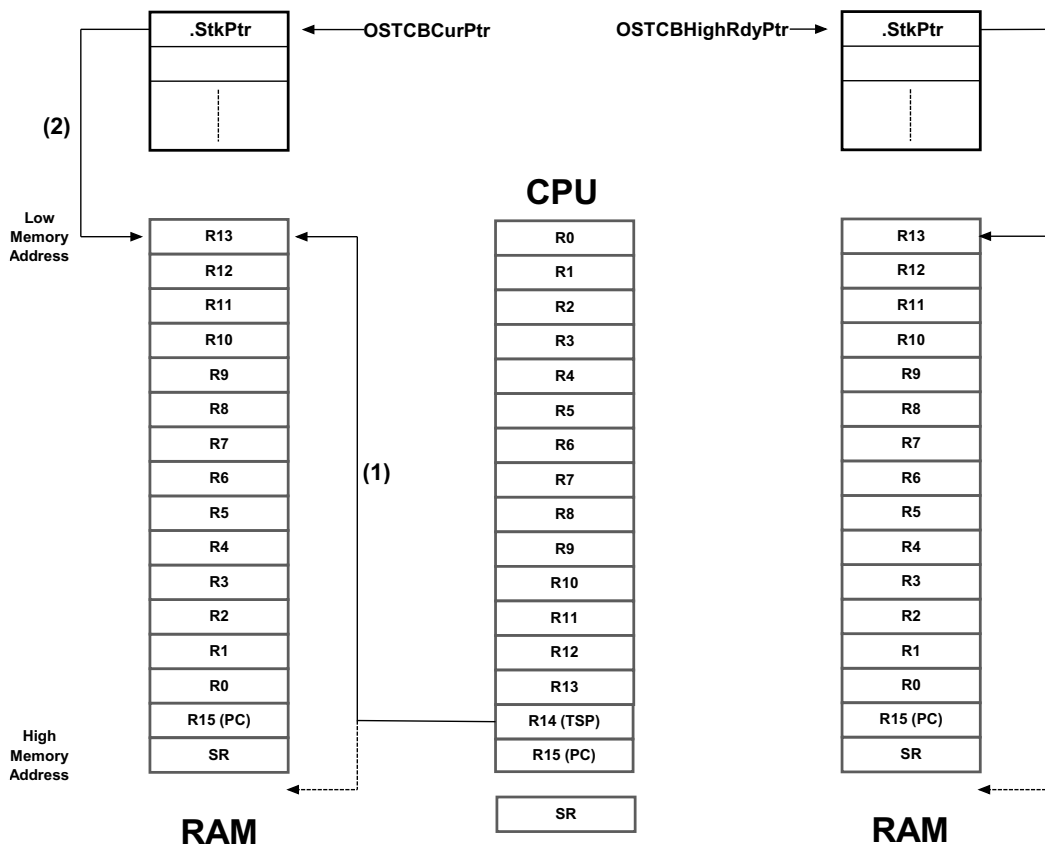 .StkPtr
OSTCBCurPtr
OSTCBHighRdyPtr
.StkPtr
(2)
CPU
Low
Memory
Address
R13
R12
R11
R10
R9
R8
R7
R6
R5
R4
R3
R2
R1
R0
R15 (PC)
SR
High
Memory
Address
RAM
(1)
R0
R1
R2
R3
R4
R5
R6
R7
R8
R9
R10
R11
R12
R13
R14 (TSP)
R15 (PC)
SR
R13
R12
R11
R10
R9
R8
R7
R6
R5
R4
R3
R2
R1
R0
R15 (PC)
SR
RAM